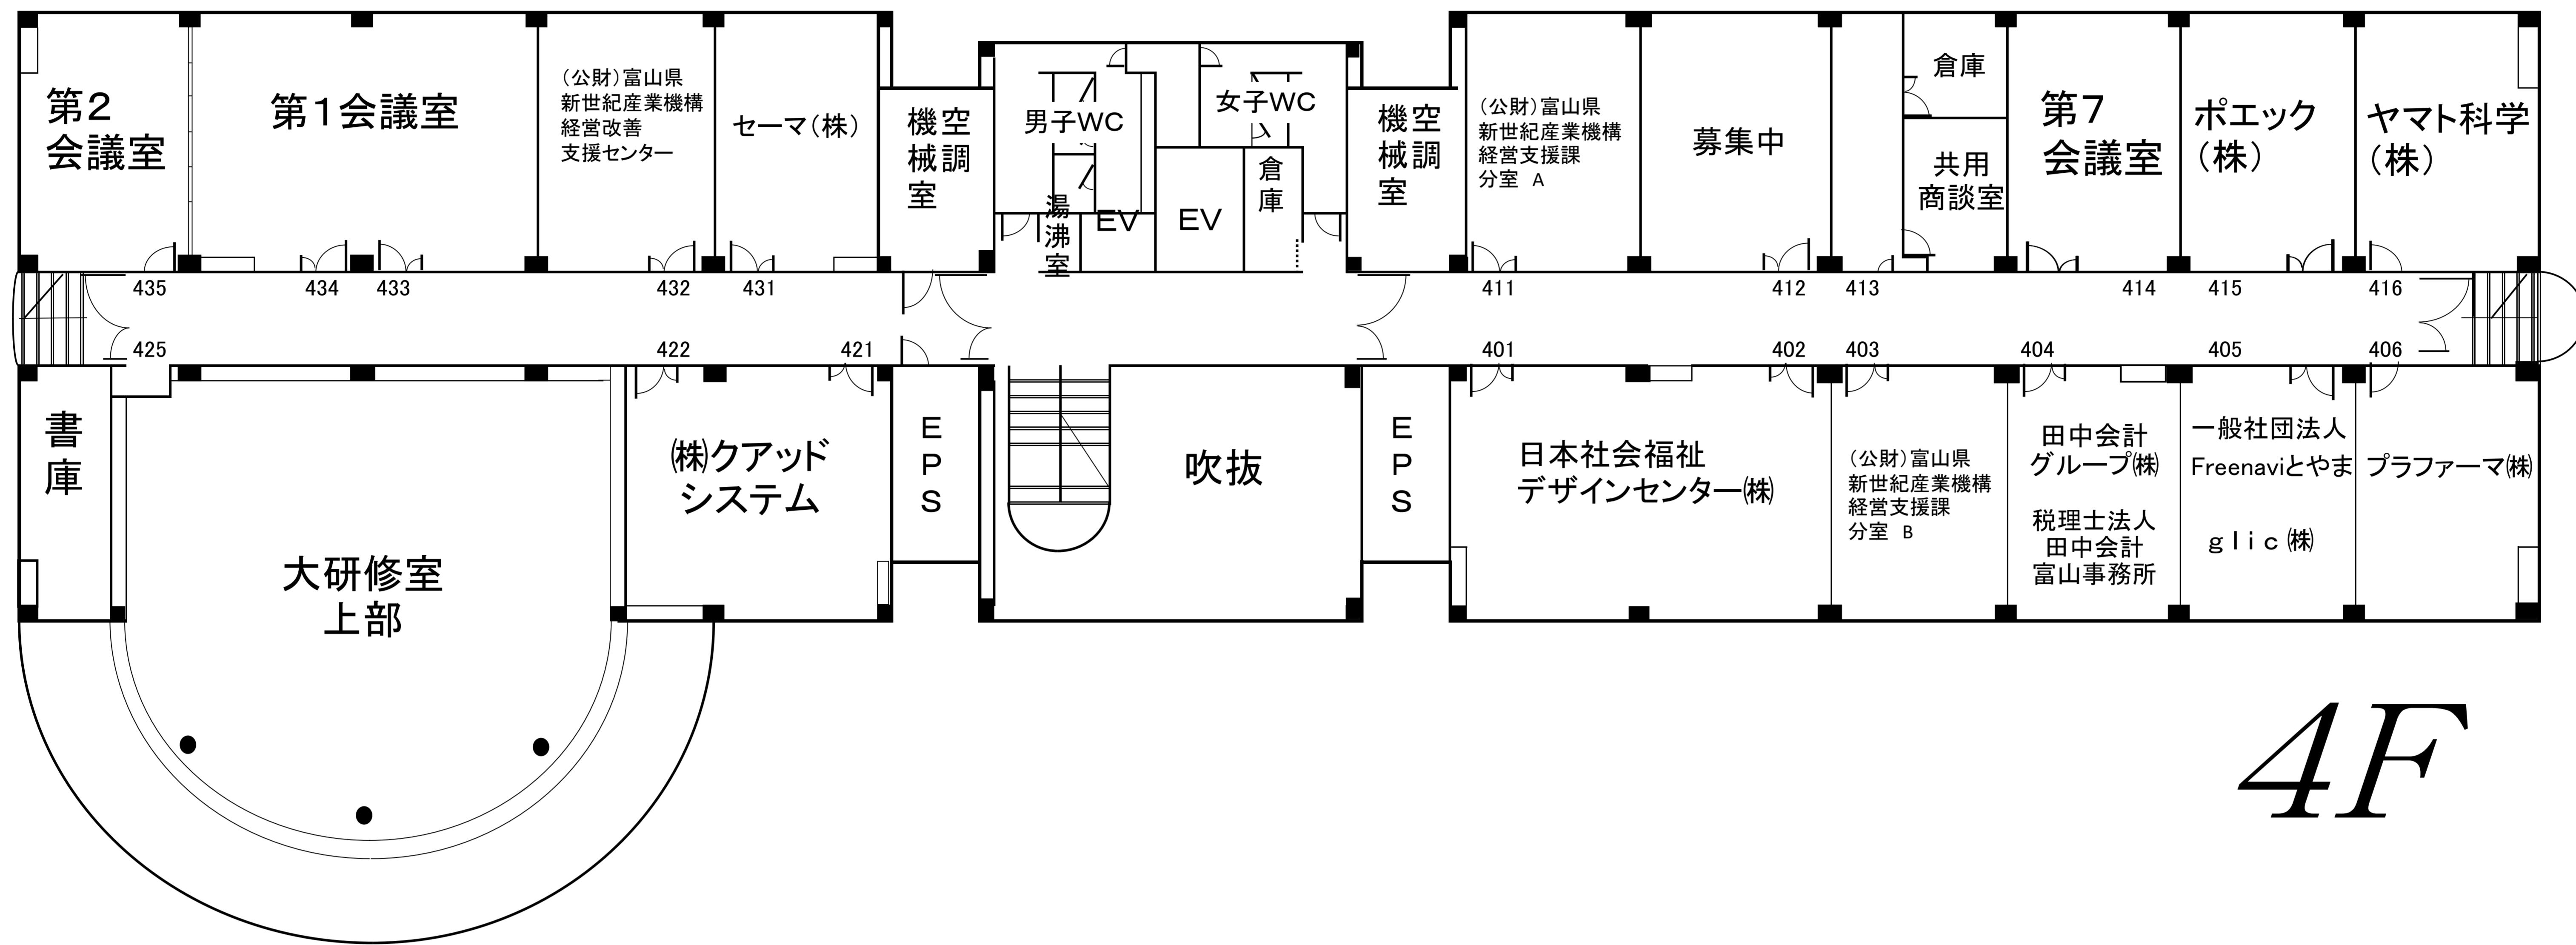 第２
会議室
第１会議室
（公財）富山県
新世紀産業機構
経営改善
支援センター
セーマ（株）
空調
機械室
男子WC
女子WC
湯沸室
EV
EV
倉庫
空調
機械室
（公財）富山県
新世紀産業機構
経営支援課
分室 A
募集中
倉庫
共用
商談室
第７
会議室
ポエック
（株）
ヤマト科学
（株）
435
434
433
432
431
411
412
413
414
415
416
425
422
421
401
402
403
404
405
406
書庫
大研修室
上部
㈱クアッド
システム
EPS
吹抜
EPS
日本社会福祉
デザインセンター㈱
（公財）富山県
新世紀産業機構
経営支援課
分室 B
田中会計
グループ㈱
税理士法人
田中会計
富山事務所
一般社団法人
Freenaviとやま
ｇｌｉｃ㈱
プラファーマ㈱
4F